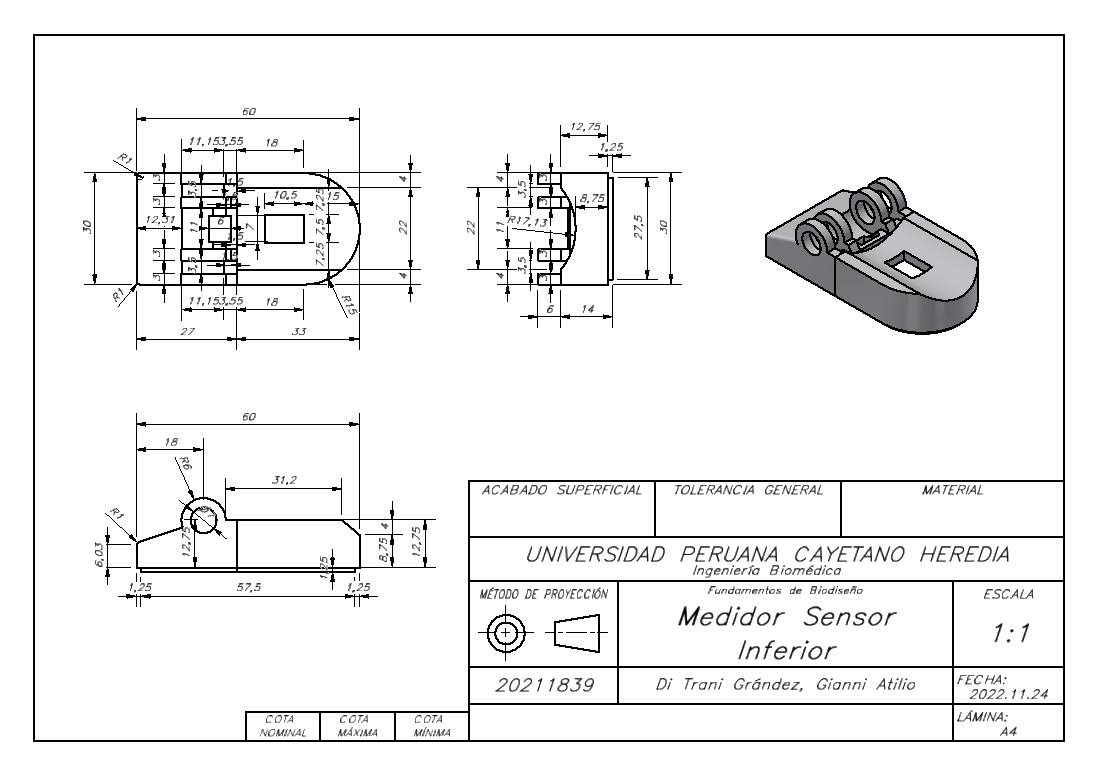 60
11,15
3,55
18
R1
3
3,5
1,5
10,5
7,25
15
4
30
12,51
11
6
7
7,5
22
3
3,5
7,25
4
R1
11,15
3,55
18
R15
27
33
12,75
1,25
3
3,5
3
8,75
22
11
R17,13
27,5
30
3,5
3
6
14
60
18
R6
31,2
R1
6,03
12,75
4
8,75
12,75
1,25
1,25
57,5
1,25
ACABADO SUPERFICIAL
TOLERANCIA GENERAL
MATERIAL
UNIVERSIDAD PERUANA CAYETANO HEREDIA
Ingeniería Biomédica
MÉTODO DE PROYECCIÓN
Fundamentos de Biodiseño
Medidor Sensor
Inferior
ESCALA
1:1
20211839
Di Trani Grández, Gianni Atilio
FECHA:
2022.11.24
COTA
NOMINAL
COTA
MÁXIMA
COTA
MÍNIMA
LÁMINA:
A4